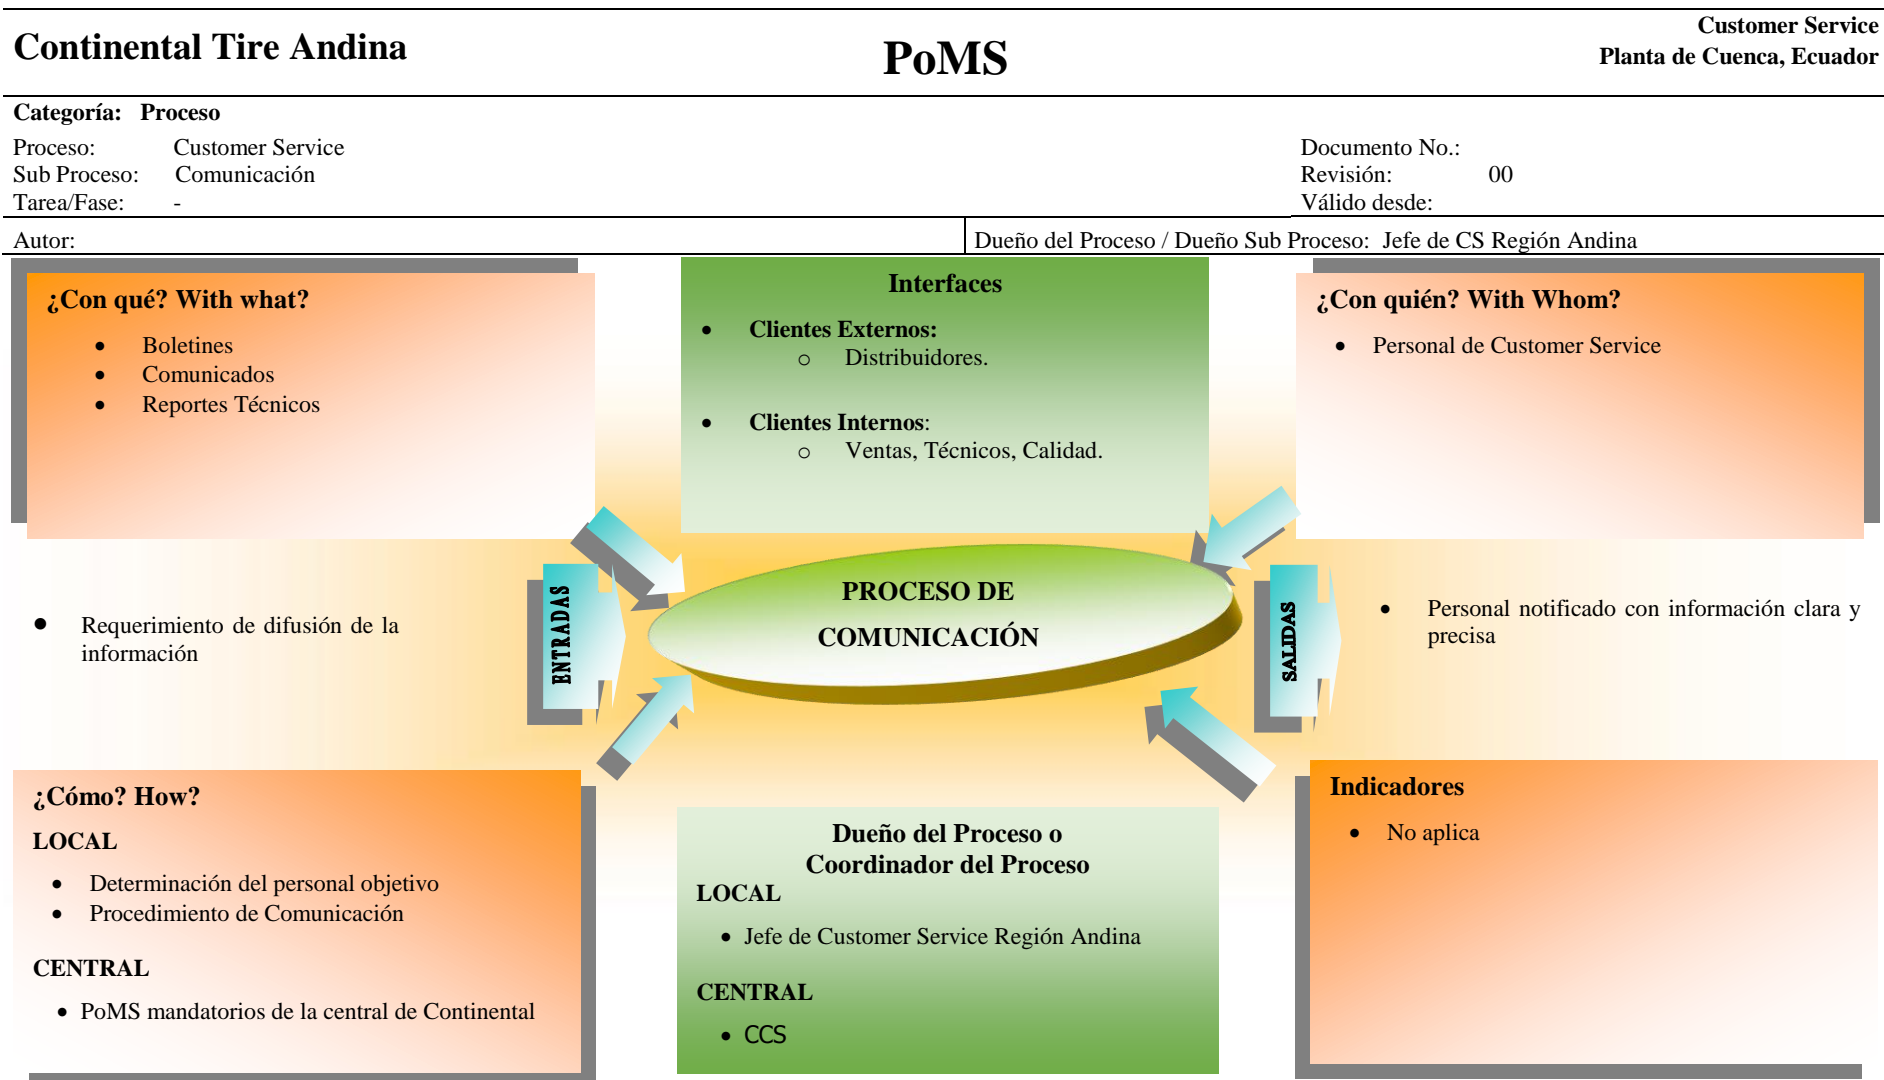 Continental Tire Andina
PoMS
Customer Service
Planta de Cuenca, Ecuador
Categoría: Proceso
Proceso: Customer Service
Sub Proceso: Comunicación
Tarea/Fase: -
Documento No.:
Revisión: 00
Válido desde:
Autor:
Dueño del Proceso / Dueño Sub Proceso: Jefe de CS Región Andina
¿Con qué? With what?
• Boletines
• Comunicados
• Reportes Técnicos
Interfaces
• Clientes Externos:
o Distribuidores.
• Clientes Internos:
o Ventas, Técnicos, Calidad.
¿Con quién? With Whom?
• Personal de Customer Service
• Requerimiento de difusión de la
información
ENTRADAS
PROCESO DE
COMUNICACIÓN
SALIDAS
• Personal notificado con información clara y
precisa
¿Cómo? How?
LOCAL
• Determinación del personal objetivo
• Procedimiento de Comunicación
CENTRAL
• PoMS mandatorios de la central de Continental
Dueño del Proceso o
Coordinador del Proceso
LOCAL
• Jefe de Customer Service Región Andina
CENTRAL
• CCS
Indicadores
• No aplica